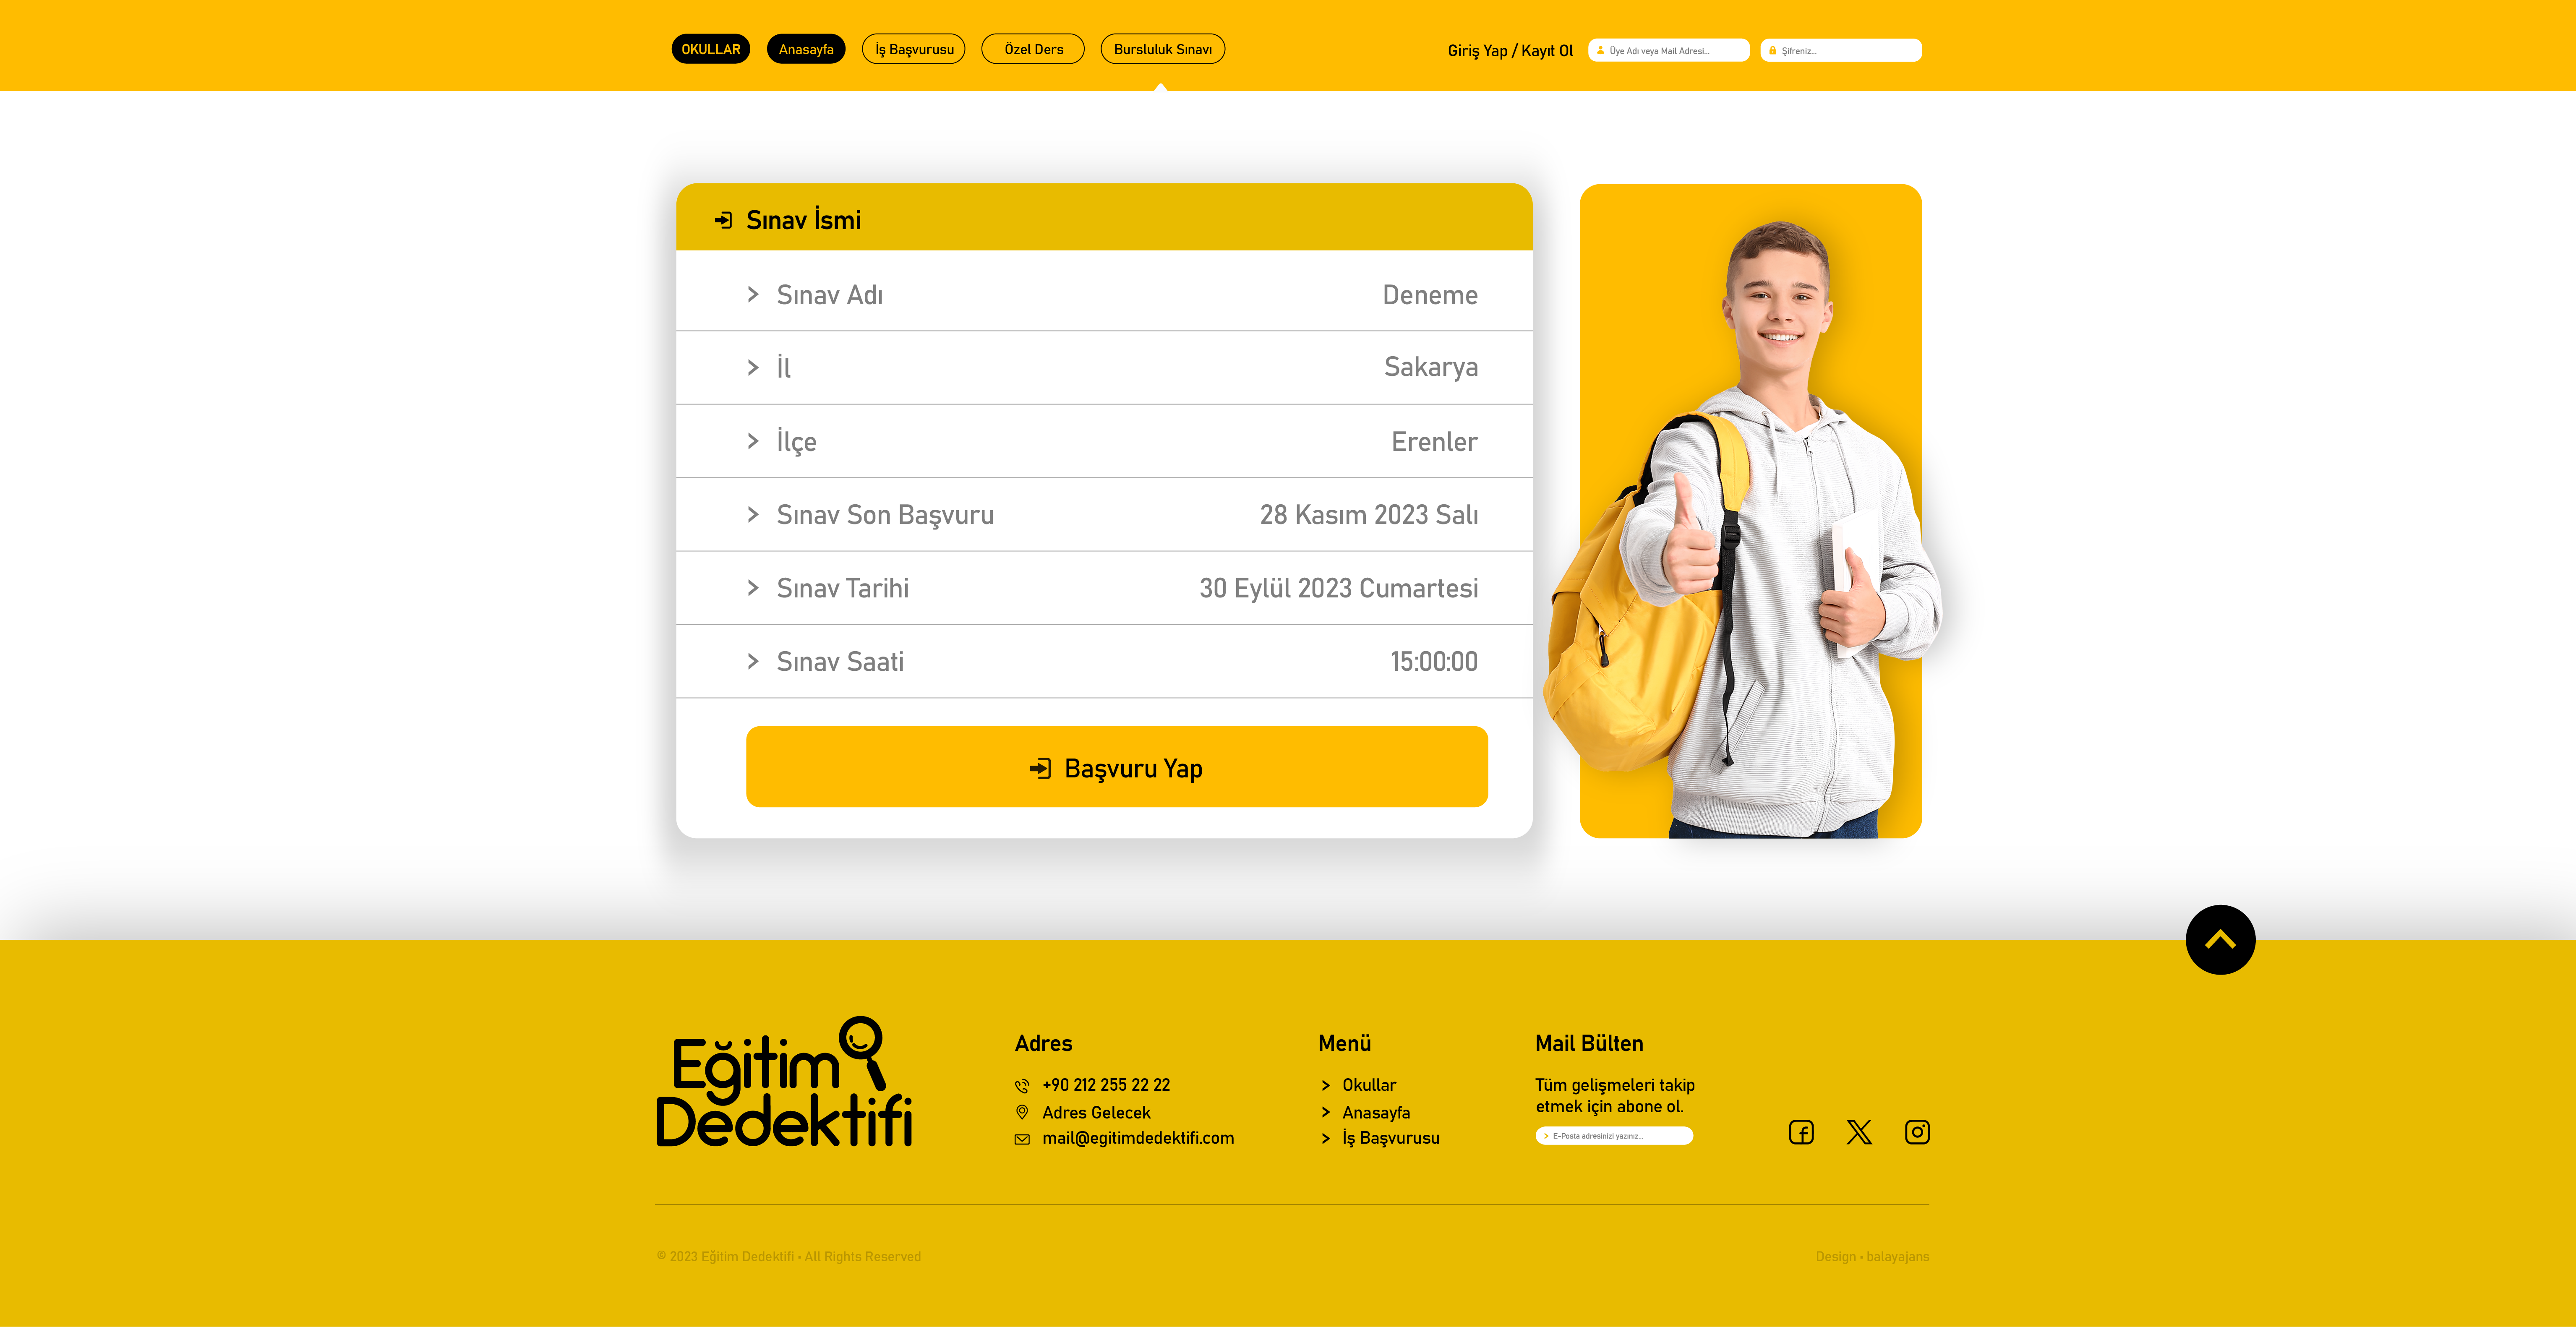 OKULLAR
Anasayfa
İş Başvurusu
Özel Ders
Bursluluk Sınavı
Giriş Yap / Kayıt Ol
Üye Adı veya Mail Adresi...
Şifreniz...
Sınav İsmi
Sınav Adı Deneme
İl Sakarya
İlçe Erenler
Sınav Son Başvuru 28 Kasım 2023 Salı
Sınav Tarihi 30 Eylül 2023 Cumartesi
Sınav Saati 15:00:00
Başvuru Yap
Eğitim
Dedektifi
Adres
+90 212 255 22 22
Adres Gelecek
mail@egitimdedektifi.com
Menü
Okullar
Anasayfa
İş Başvurusu
Mail Bülten
Tüm gelişmeleri takip
etmek için abone ol.
E-Posta adresinizi yazınız...
© 2023 Eğitim Dedektifi • All Rights Reserved
Design • balayajans